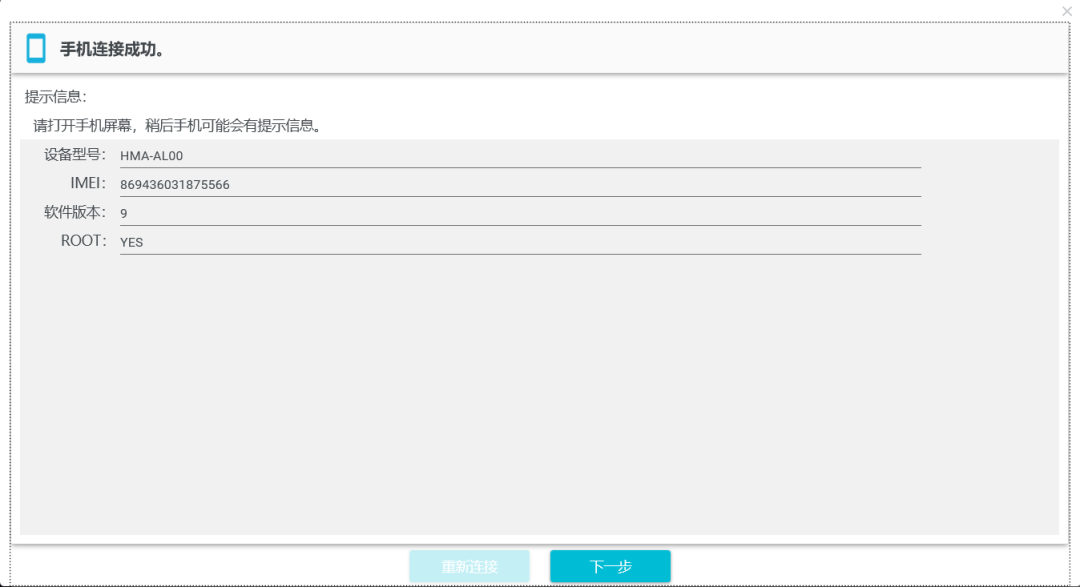 手机连接成功。
提示信息：
请打开手机屏幕，稍后手机可能会有提示信息。
设备型号： HMA-AL00
IMEI： 869436031875566
软件版本： 9
ROOT： YES
重新连接 下一步